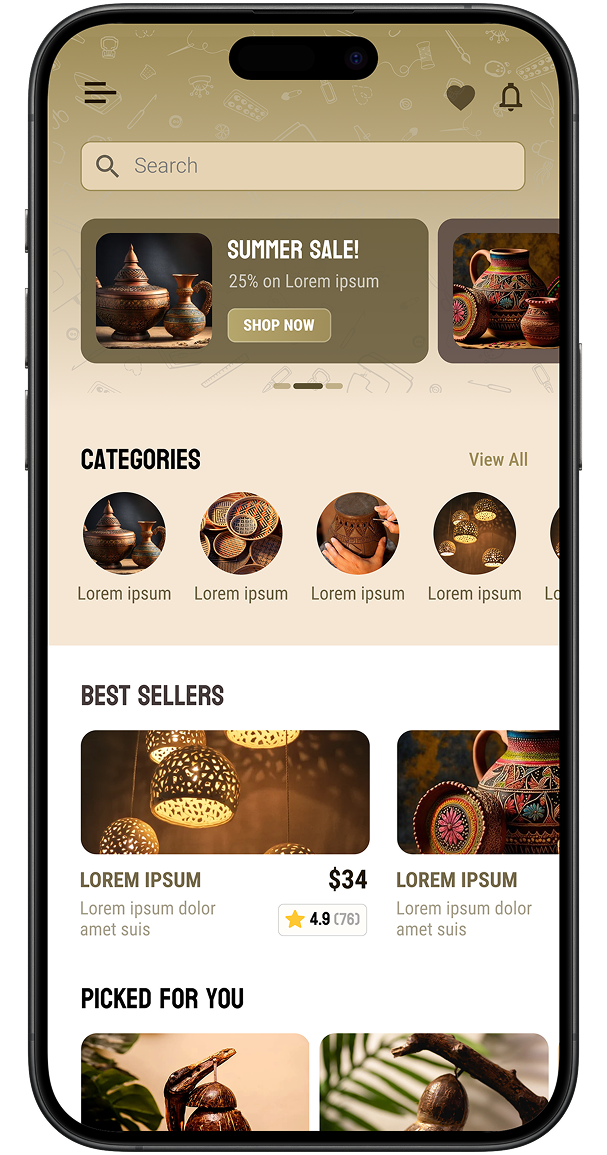 Search
SUMMER SALE!
25% on Lorem ipsum
SHOP NOW
CATEGORIES
View All
Lorem ipsum
Lorem ipsum
Lorem ipsum
Lorem ipsum
Lo
BEST SELLERS
LOREM IPSUM
$34
Lorem ipsum dolor
amet suis
4.9 (76)
LOREM IPSUM
Lorem ipsum dolor
amet suis
PICKED FOR YOU